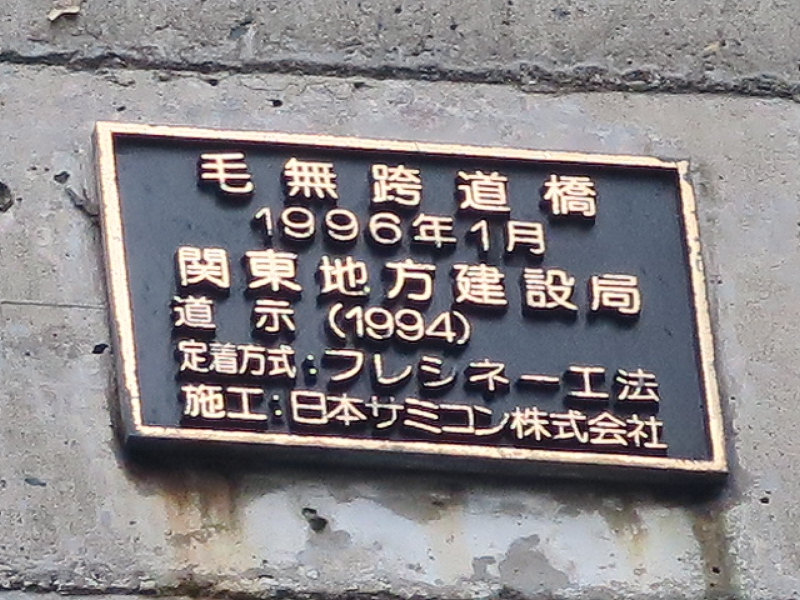 毛無跨道橋
1996年1月
関東地方建設局
道示(1994)
定着方式:フレシネー工法
施工:日本サミコン株式会社